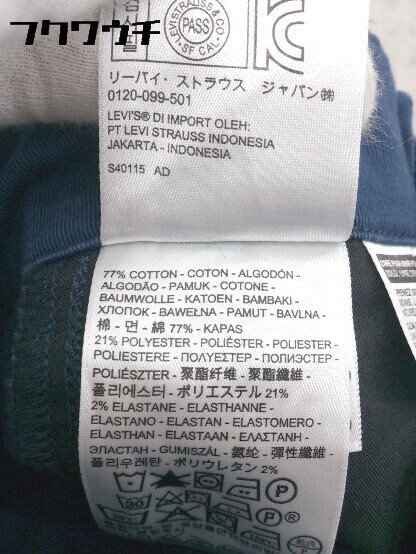 フクワウチ
LEVI STRAUSS & CO
PASS
SF CAL
リーバイ・ストラウス ジャパン㈱
0120-099-501
LEVI'S® DI IMPORT OLEH:
PT LEVI STRAUSS INDONESIA
JAKARTA - INDONESIA
S40115 AD
77% COTTON - COTON - ALGODÓN -
ALGODÃO - PAMUK - COTONE -
BAUMWOLLE - KATOEN - BAMBAKI -
ХЛОПОК - BAWEŁNA - PAMUT - BAVLNA -
棉 - 면 - 綿 77% - KAPAS
21% POLYESTER - POLIÉSTER - POLIESTER -
POLIESTERE - ΠΟΛΥΕΣΤΕΡ - ПОЛИЭСТЕР -
POLIÉSZTER - 聚酯纤维 - 聚酯纖維 -
폴리에스터 - ポリエステル 21%
2% ELASTANE - ELASTHANNE -
ELASTANO - ELASTAN - ELASTOMERO -
ELASTHAN - ELASTAAN - ΕΛΑΣΤΑΝΗ -
ЭЛАСТАН - GUMISZÁL - 氨纶 - 彈性纖維 -
폴리우레탄 - ポリウレタン 2%